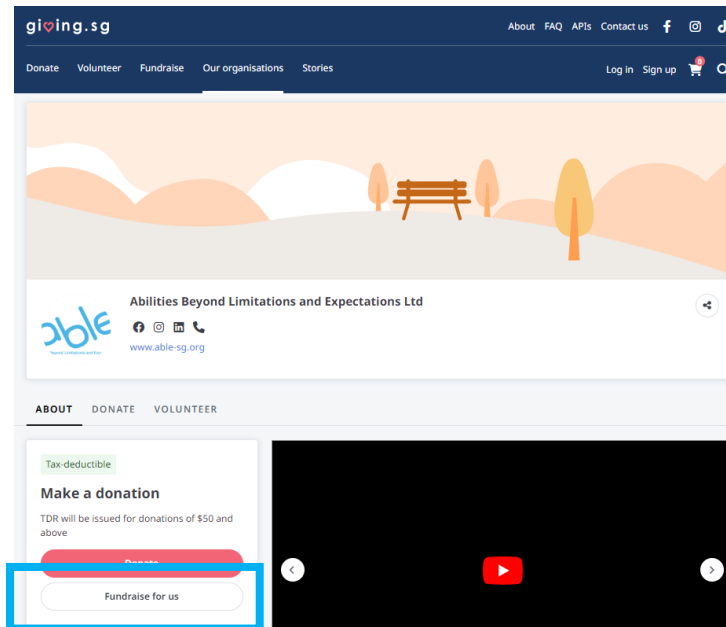 giving.sg
About FAQ APIs Contact us
Donate Volunteer Fundraise Our organisations Stories
Log in Sign up 0
Abilities Beyond Limitations and Expectations Ltd
able
www.able-sg.org
ABOUT DONATE VOLUNTEER
Tax-deductible
Make a donation
TDR will be issued for donations of $50 and
above
Donate
Fundraise for us